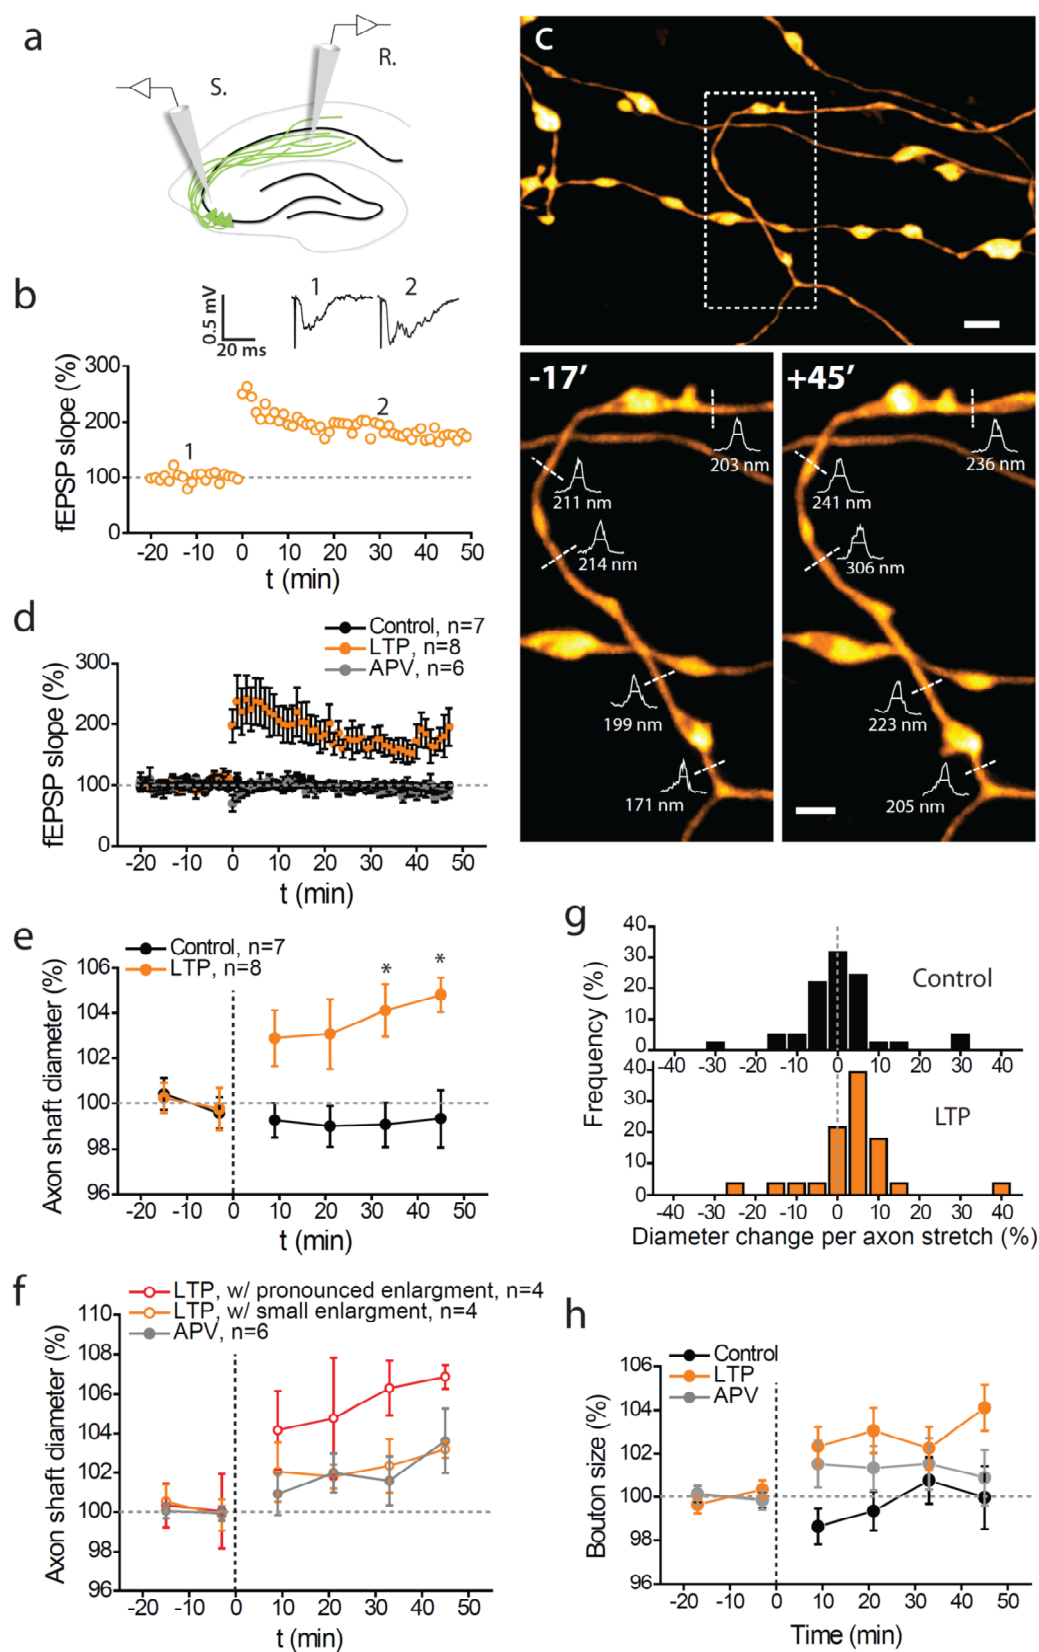 a
S.
R.
b
1
2
0.5 mV
20 ms
fEPSP slope (%)
300
200
100
0
1
2
-20 -10 0 10 20 30 40 50
t (min)
c
-17′
203 nm
211 nm
214 nm
199 nm
171 nm
+45′
236 nm
241 nm
306 nm
223 nm
205 nm
d
Control, n=7
LTP, n=8
APV, n=6
fEPSP slope (%)
300
200
100
0
-20 -10 0 10 20 30 40 50
t (min)
e
Control, n=7
LTP, n=8
* *
Axon shaft diameter (%)
106
104
102
100
98
96
-20 -10 0 10 20 30 40 50
t (min)
f
LTP, w/ pronounced enlargment, n=4
LTP, w/ small enlargment, n=4
APV, n=6
Axon shaft diameter (%)
110
108
106
104
102
100
98
96
-20 -10 0 10 20 30 40 50
t (min)
g
Frequency (%)
40
30
20
10
0
Control
-40 -30 -20 -10 0 10 20 30 40
40
30
20
10
0
LTP
-40 -30 -20 -10 0 10 20 30 40
Diameter change per axon stretch (%)
h
Control
LTP
APV
Bouton size (%)
106
104
102
100
98
96
-20 -10 0 10 20 30 40 50
Time (min)